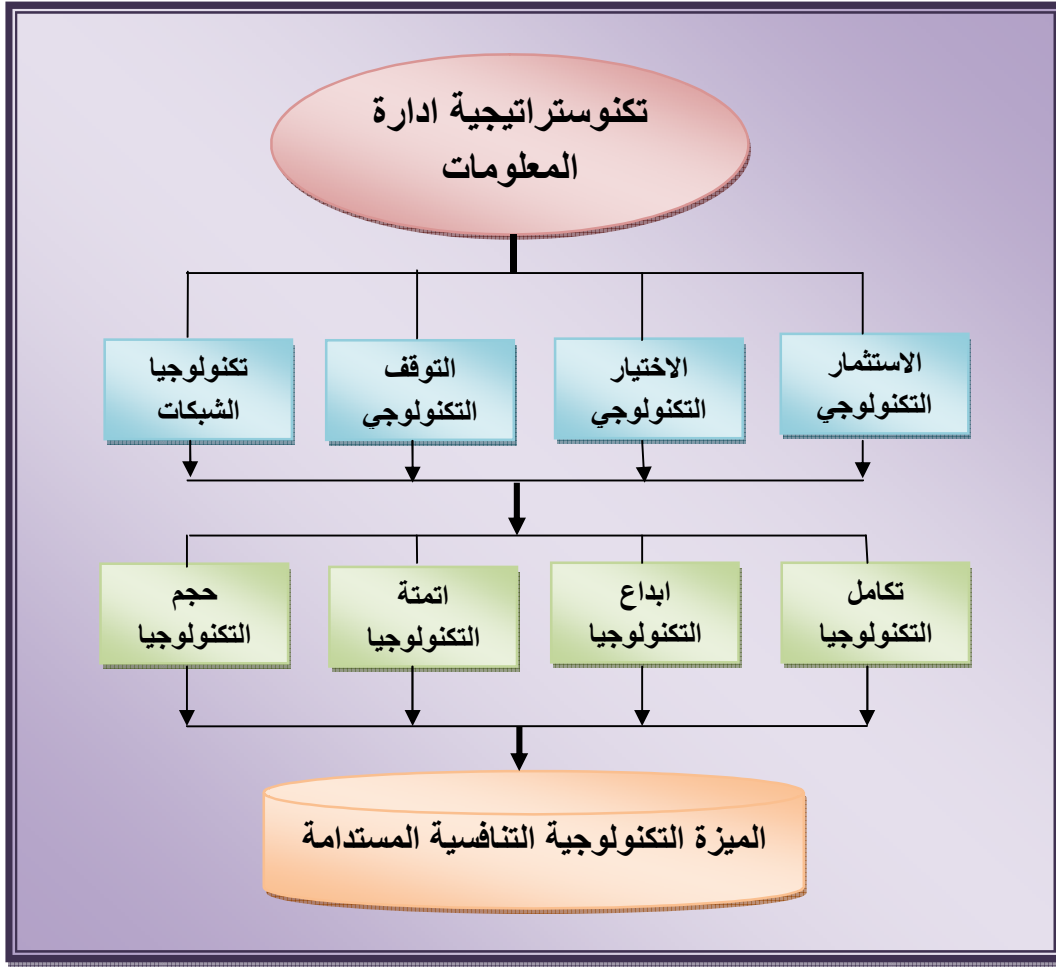 تكنوستراتيجية ادارة
المعلومات
الاستثمار
التكنولوجي
الاختيار
التكنولوجي
التوقف
التكنولوجي
تكنولوجيا
الشبكات
تكامل
التكنولوجيا
ابداع
التكنولوجيا
اتمتة
التكنولوجيا
حجم
التكنولوجيا
الميزة التكنولوجية التنافسية المستدامة